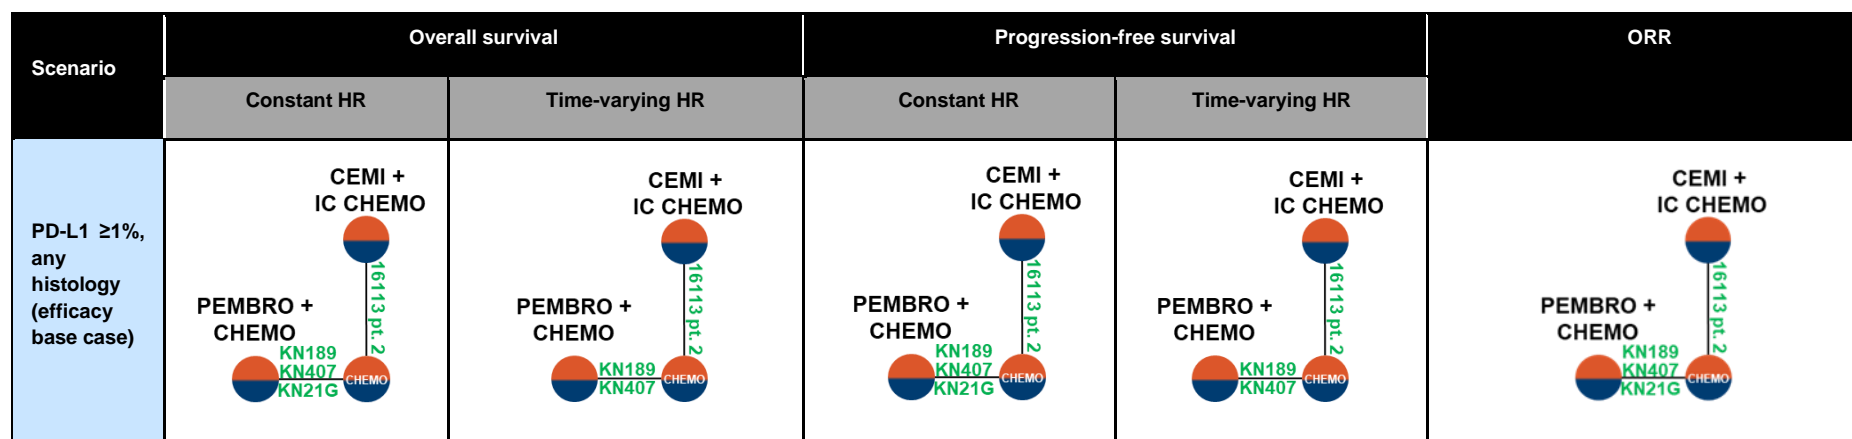 Scenario
Overall survival
Progression-free survival
ORR
Constant HR
Time-varying HR
Constant HR
Time-varying HR
PD-L1 ≥1%,
any
histology
(efficacy
base case)
CEMI +
IC CHEMO
16113 pt. 2
PEMBRO +
CHEMO
KN189
KN407
KN21G
CHEMO
CEMI +
IC CHEMO
16113 pt. 2
PEMBRO +
CHEMO
KN189
KN407
CHEMO
CEMI +
IC CHEMO
16113 pt. 2
PEMBRO +
CHEMO
KN189
KN407
KN21G
CHEMO
CEMI +
IC CHEMO
16113 pt. 2
PEMBRO +
CHEMO
KN189
KN407
CHEMO
CEMI +
IC CHEMO
16113 pt. 2
PEMBRO +
CHEMO
KN189
KN407
KN21G
CHEMO